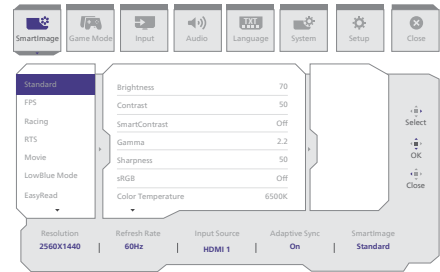 SmartImage
Game Mode
Input
Audio
TXT
Language
System
Setup
Close
Standard
FPS
Racing
RTS
Movie
LowBlue Mode
EasyRead
Brightness 70
Contrast 50
SmartContrast Off
Gamma 2.2
Sharpness 50
sRGB Off
Color Temperature 6500K
Select
OK
Close
Resolution Refresh Rate Input Source Adaptive Sync SmartImage
2560X1440 60Hz HDMI 1 On Standard